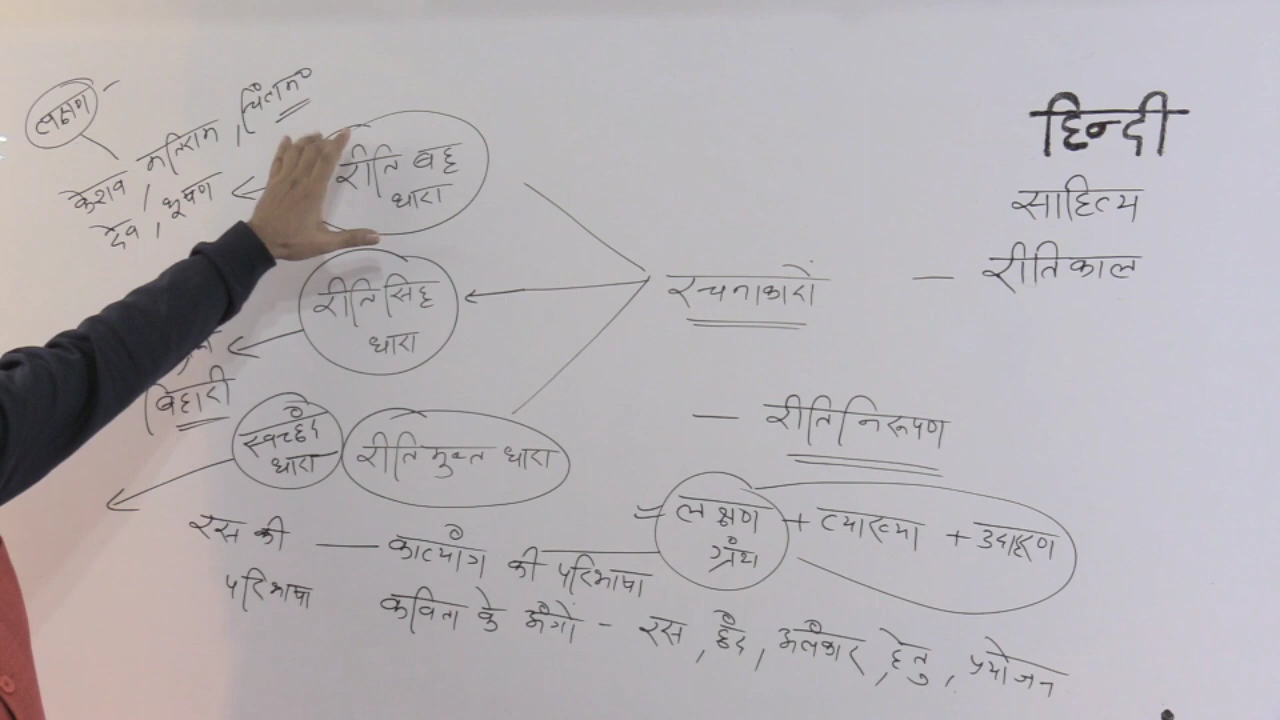 हिन्दी
साहित्य
— रीतिकाल
रचनाकारों
लक्षण
केशव मतिराम, चिंताम
देव, भूषण
रीति बद्द
धारा
रीति सिद्द
धारा
बिहारी
स्वच्छंद
धारा
रीति मुक्त धारा
— रीतिनिरूपण
= लक्षण + व्याख्या + उदाहरण
ग्रंथ
रस की — काव्यांग की परिभाषा
परिभाषा कविता के अंगों - रस, छंद, अलंकार, हेतु, प्रयोजन